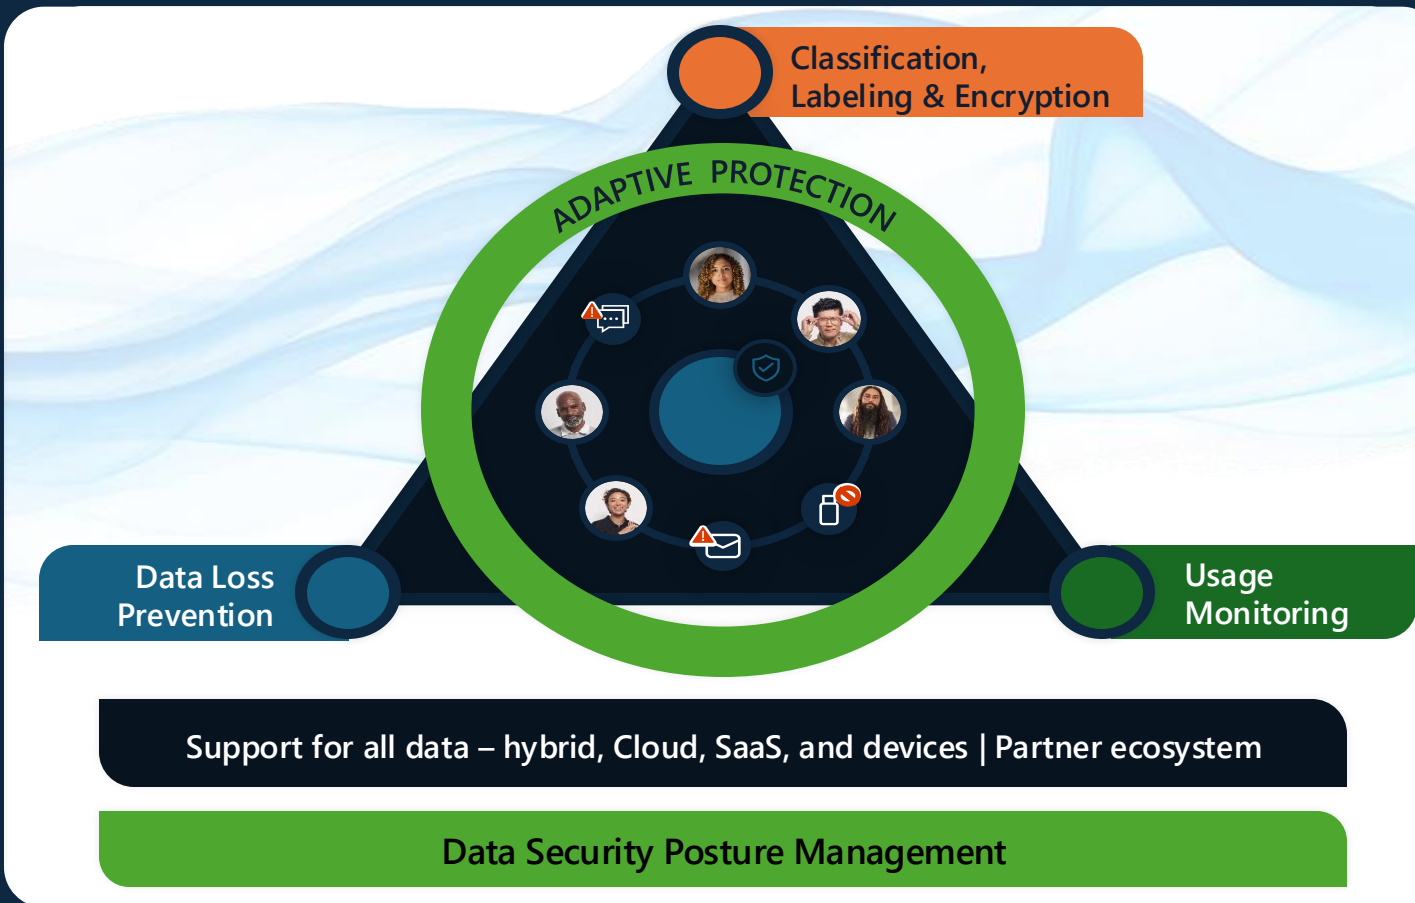 Classification,
Labeling & Encryption
ADAPTIVE PROTECTION
Data Loss
Prevention
Usage
Monitoring
Support for all data – hybrid, Cloud, SaaS, and devices | Partner ecosystem
Data Security Posture Management